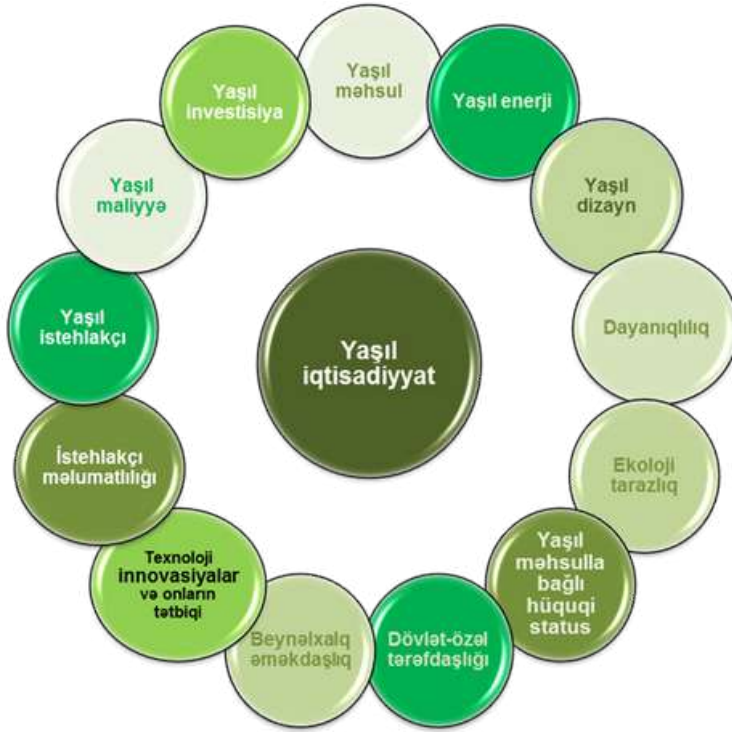 Yaşıl
məhsul
Yaşıl enerji
Yaşıl
dizayn
Dayanıqlılıq
Ekoloji
tarazlıq
Yaşıl
məhsulla
bağlı
hüquqi
status
Dövlət-özəl
tərəfdaşlığı
Beynəlxalq
əməkdaşlıq
Texnoloji
innovasiyalar
və onların
tətbiqi
İstehlakçı
məlumatlılığı
Yaşıl
istehlakçı
Yaşıl
maliyyə
Yaşıl
investisiya
Yaşıl
iqtisadiyyat